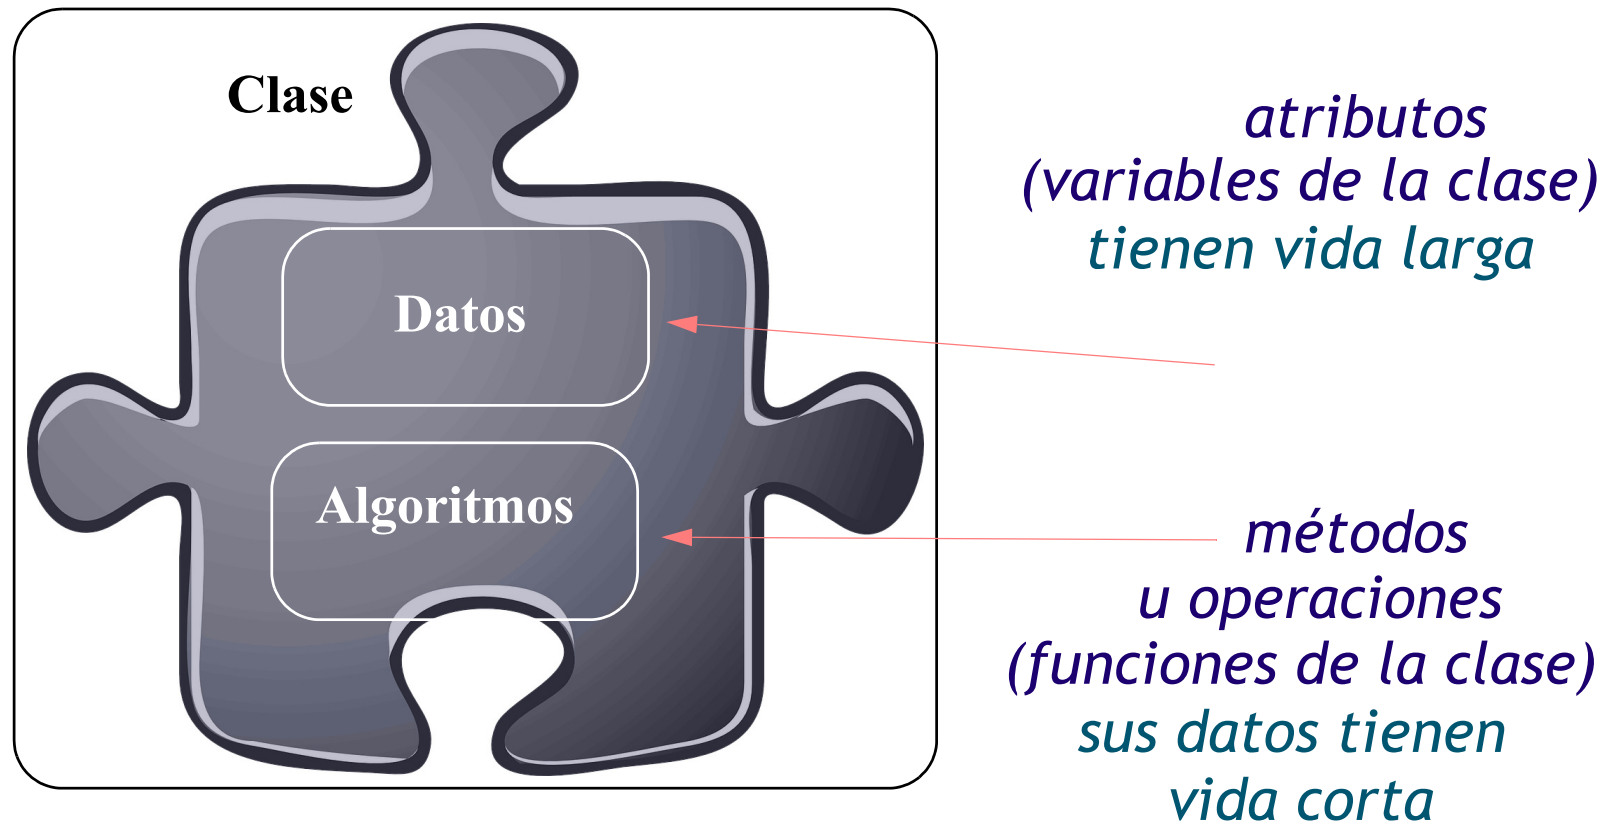 Clase
Datos
Algoritmos
atributos
(variables de la clase)
tienen vida larga
métodos
u operaciones
(funciones de la clase)
sus datos tienen
vida corta